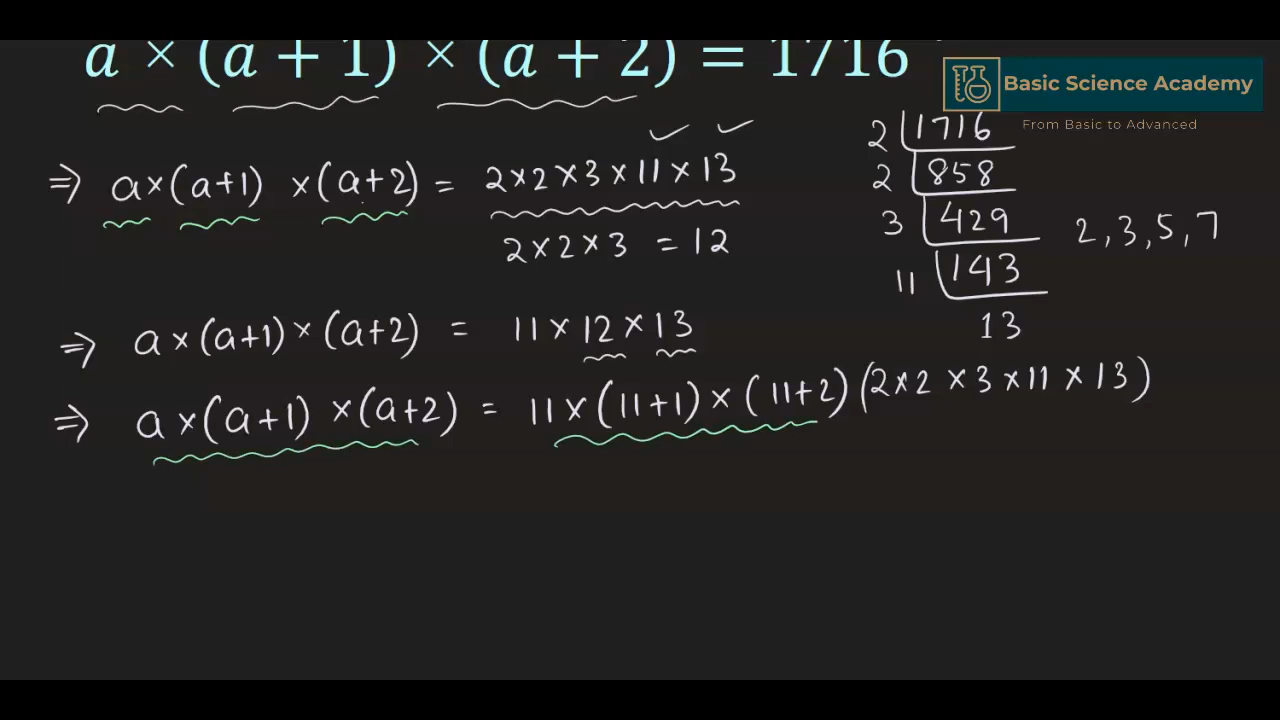 a × (a + 1) × (a + 2) = 1716
Basic Science Academy
From Basic to Advanced
⇒ a×(a+1) ×(a+2) = 2×2×3×11×13
2×2×3 = 12
2 | 1716
2 | 858
3 | 429
11 | 143
13
2, 3, 5, 7
⇒ a×(a+1)×(a+2) = 11×12×13
⇒ a×(a+1)×(a+2) = 11×(11+1)×(11+2) (2×2×3×11×13)